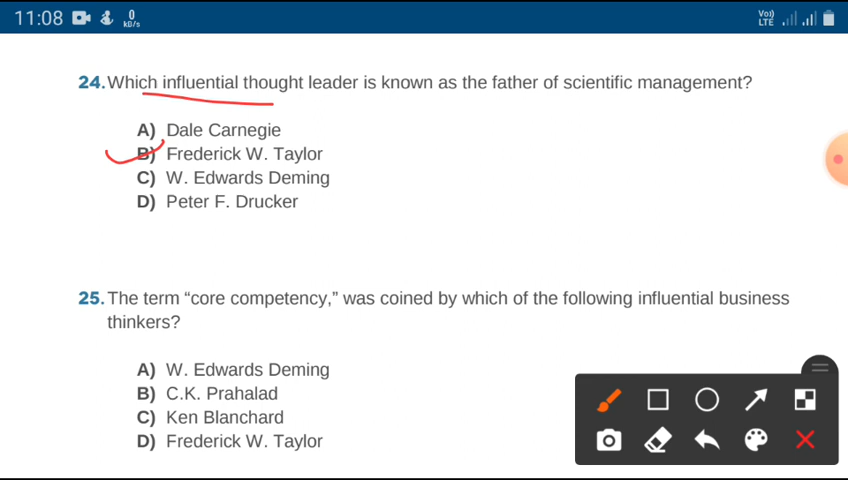 11:08 0 kB/s Vo) LTE
24. Which influential thought leader is known as the father of scientific management?
A) Dale Carnegie
B) Frederick W. Taylor
C) W. Edwards Deming
D) Peter F. Drucker
25. The term “core competency,” was coined by which of the following influential business
thinkers?
A) W. Edwards Deming
B) C.K. Prahalad
C) Ken Blanchard
D) Frederick W. Taylor